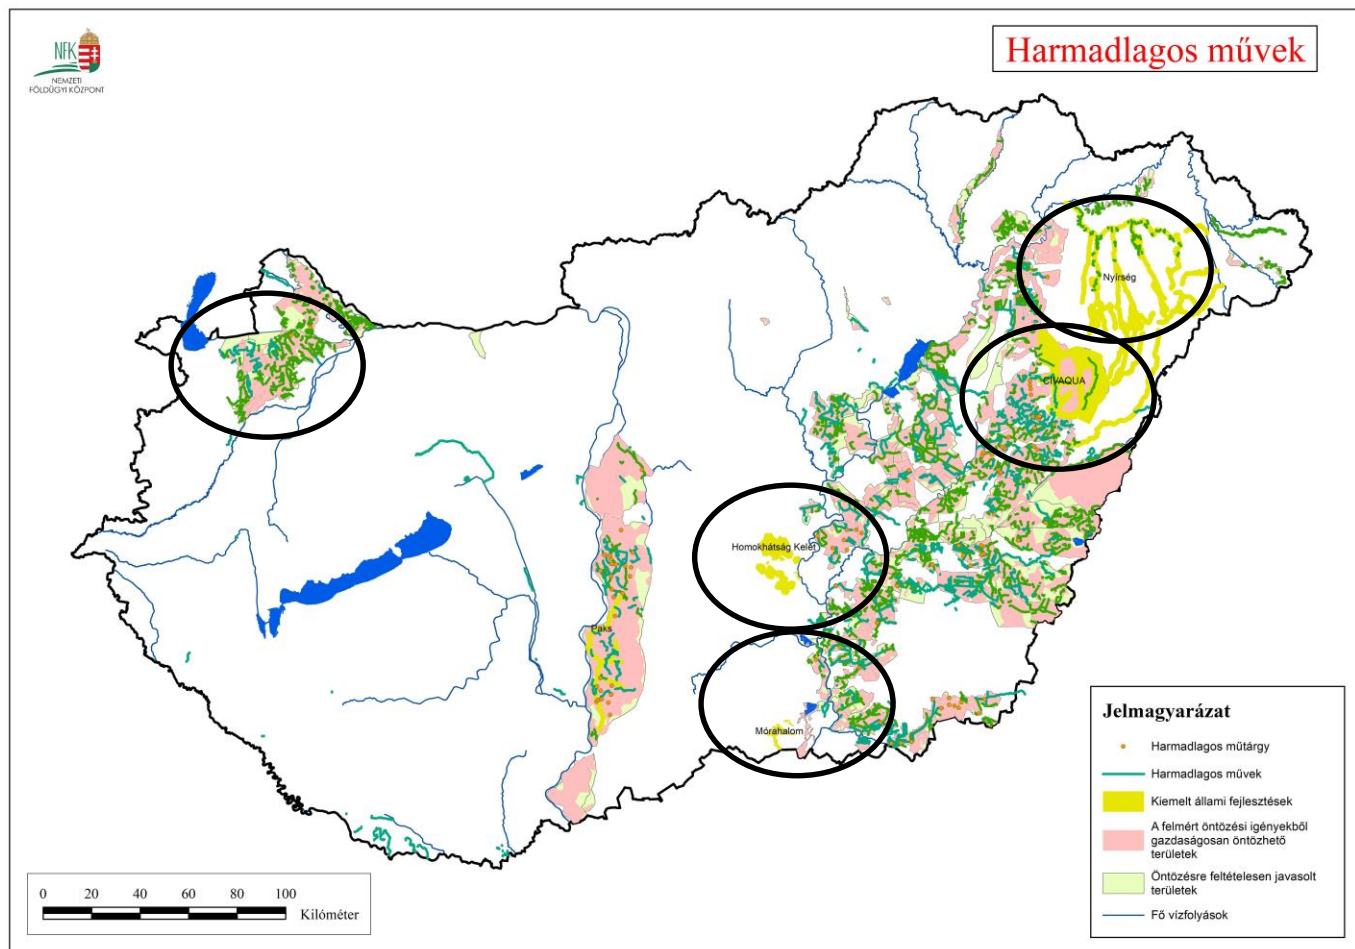 NFK
NEMZETI
FÖLDÜGYI KÖZPONT
Harmadlagos művek
Nyírség
CIVAQUA
Homokhátság Kelet
Paks
Mórahalom
Jelmagyarázat
Harmadlagos műtárgy
Harmadlagos művek
Kiemelt állami fejlesztések
A felmért öntözési igényekből
gazdaságosan öntözhető
területek
Öntözésre feltételesen javasolt
területek
Fő vízfolyások
0 20 40 60 80 100
Kilóméter